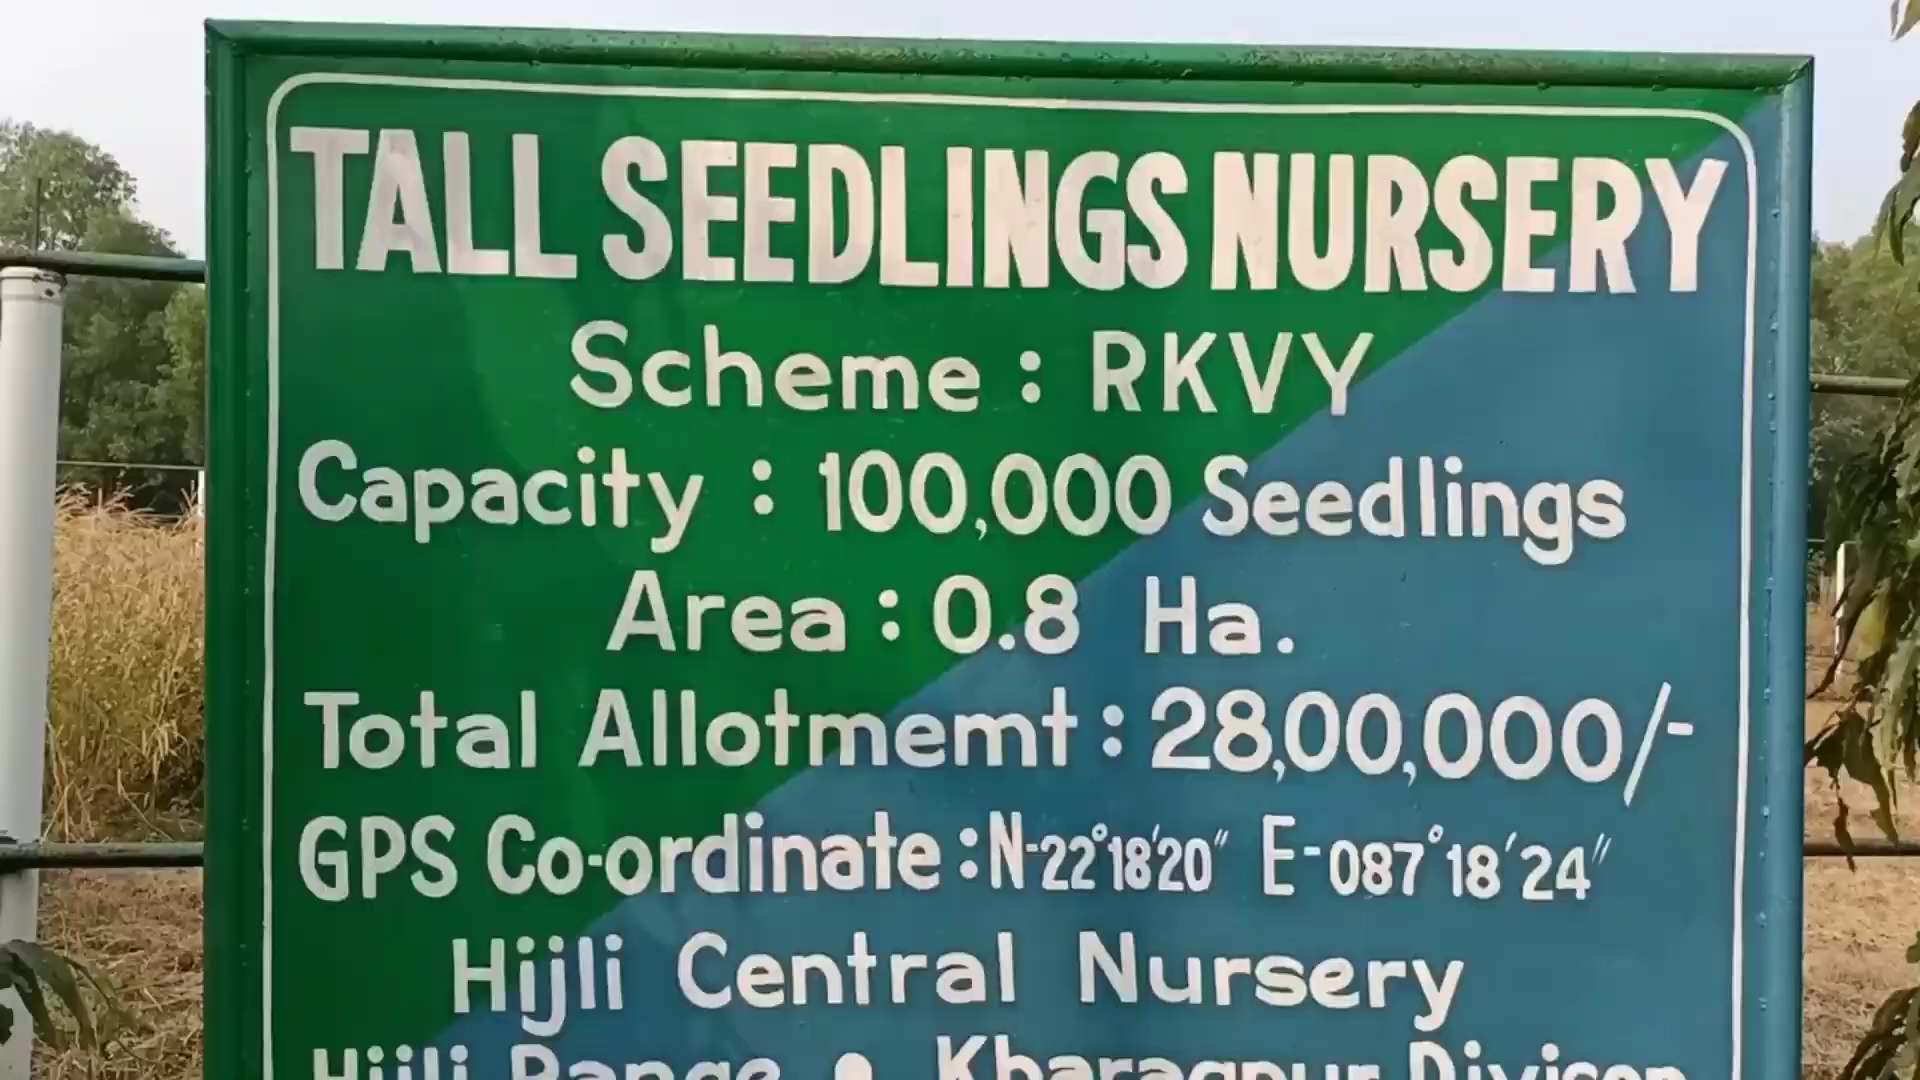 TALL SEEDLINGS NURSERY
Scheme : RKVY
Capacity : 100,000 Seedlings
Area : 0.8 Ha.
Total Allotmemt : 28,00,000/-
GPS Co-ordinate : N-22°18'20" E-087°18'24"
Hijli Central Nursery
Hijli Range • Kharagpur Divison